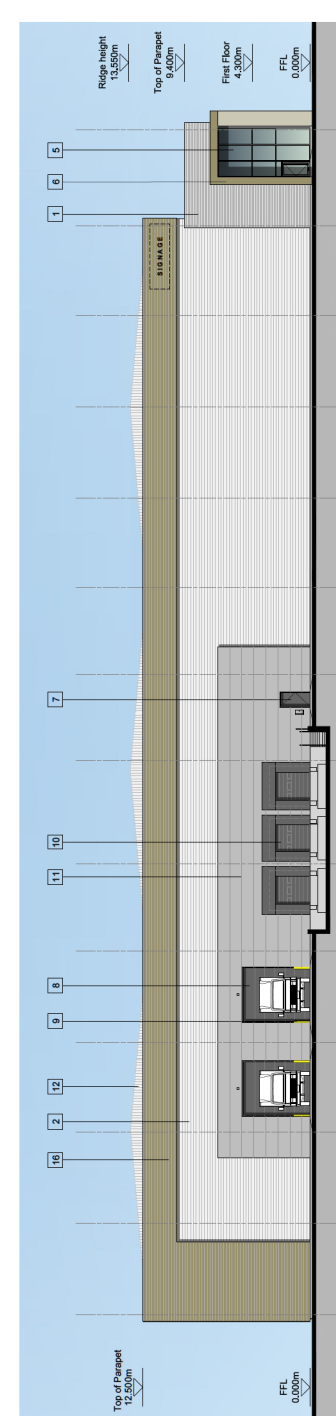 Top of Parapet
12.500m
FFL
0.000m
16
2
12
9
8
11
10
7
SIGNAGE
1
6
5
Ridge height
13.550m
Top of Parapet
9.400m
First Floor
4.300m
FFL
0.000m